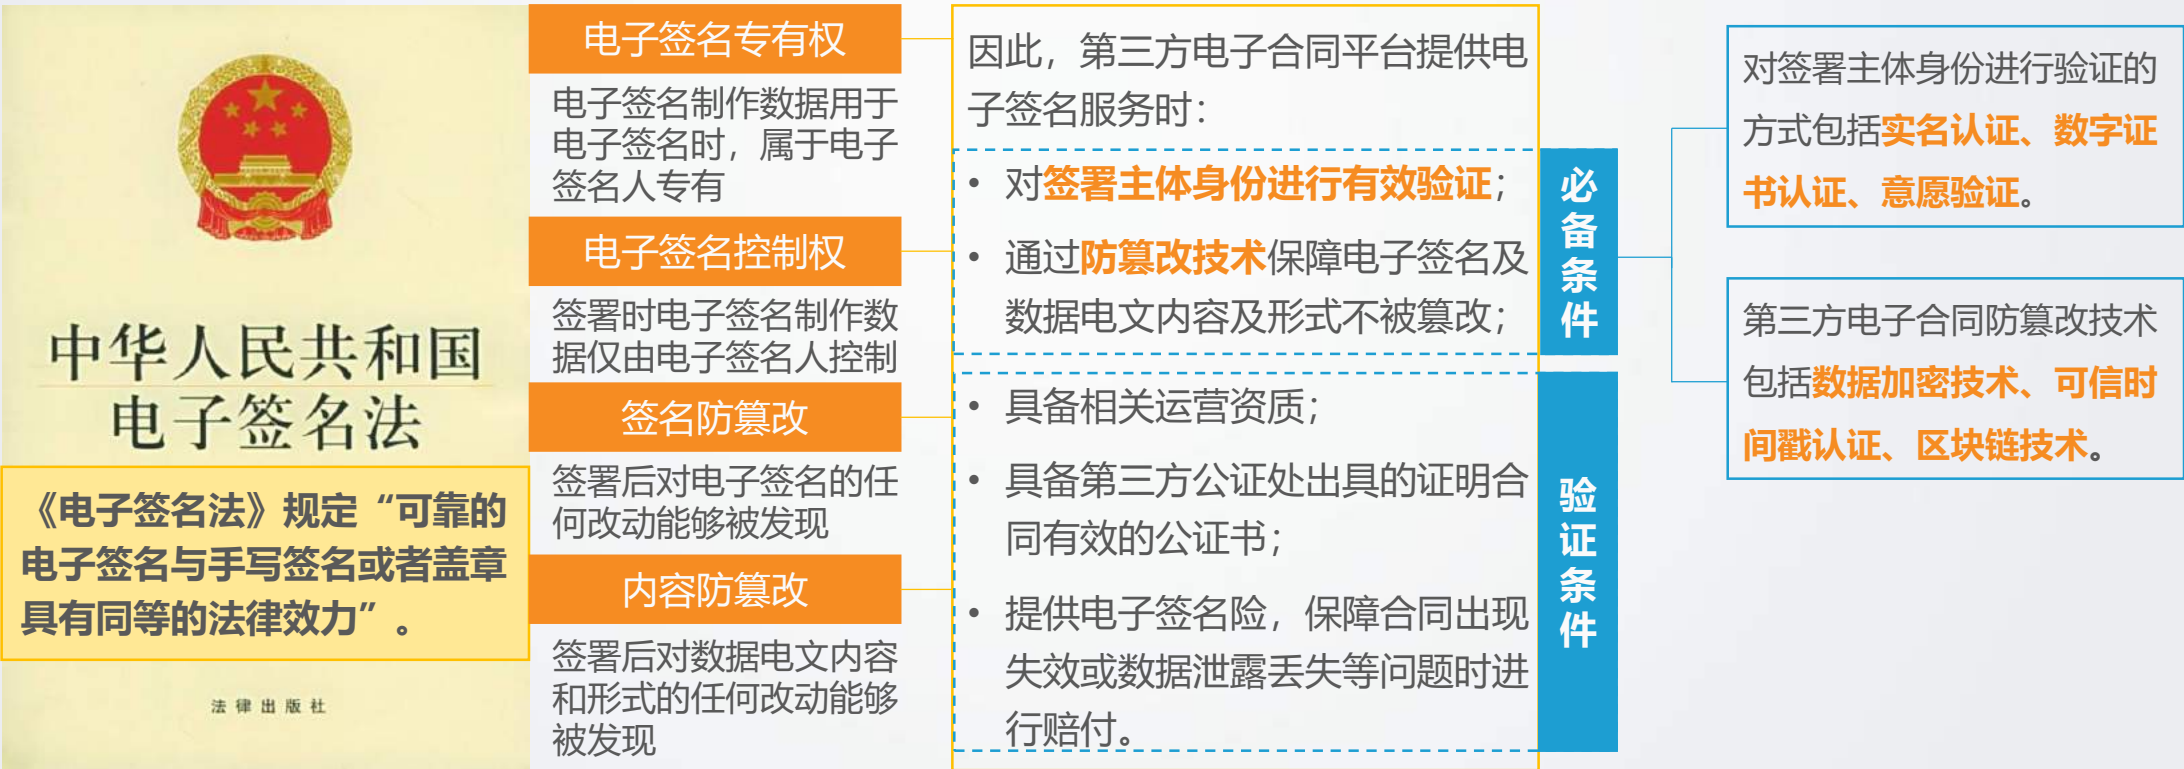 中华人民共和国
电子签名法
《电子签名法》规定“可靠的
电子签名与手写签名或者盖章
具有同等的法律效力”。
法律出版社
电子签名专有权
电子签名制作数据用于
电子签名时，属于电子
签名人专有
电子签名控制权
签署时电子签名制作数
据仅由电子签名人控制
签名防篡改
签署后对电子签名的任
何改动能够被发现
内容防篡改
签署后对数据电文内容
和形式的任何改动能够
被发现
因此，第三方电子合同平台提供电
子签名服务时：
• 对签署主体身份进行有效验证；
• 通过防篡改技术保障电子签名及
数据电文内容及形式不被篡改；
• 具备相关运营资质；
• 具备第三方公证处出具的证明合
同有效的公证书；
• 提供电子签名险，保障合同出现
失效或数据泄露丢失等问题时进
行赔付。
必备条件
验证条件
对签署主体身份进行验证的
方式包括实名认证、数字证
书认证、意愿验证。
第三方电子合同防篡改技术
包括数据加密技术、可信时
间戳认证、区块链技术。